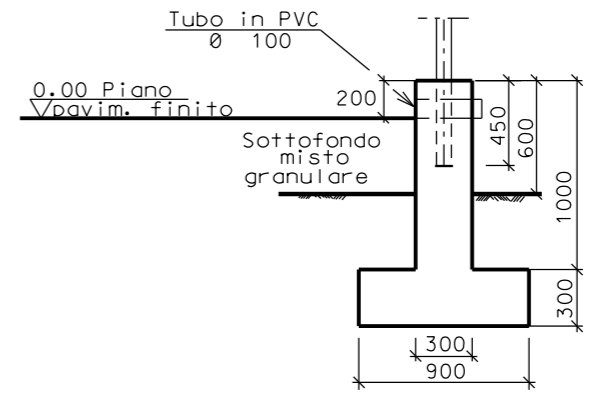 Tubo in PVC
Ø 100
0.00 Piano
pavim. finito
200
Sottofondo
misto
granulare
450
600
1000
300
300
900